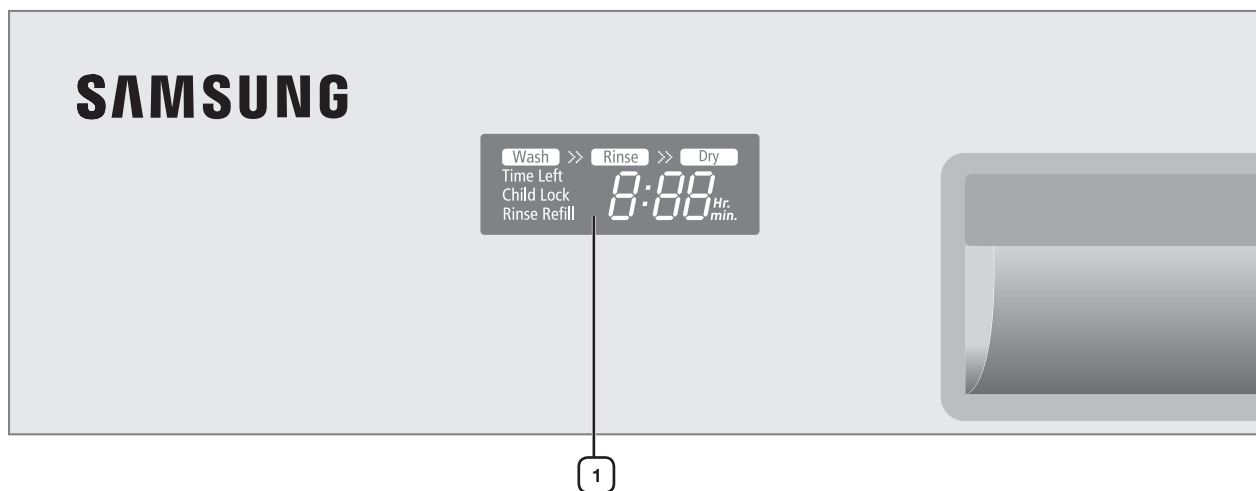 SAMSUNG
Wash >> Rinse >> Dry
Time Left
Child Lock
Rinse Refill
8:88 Hr. min.
1